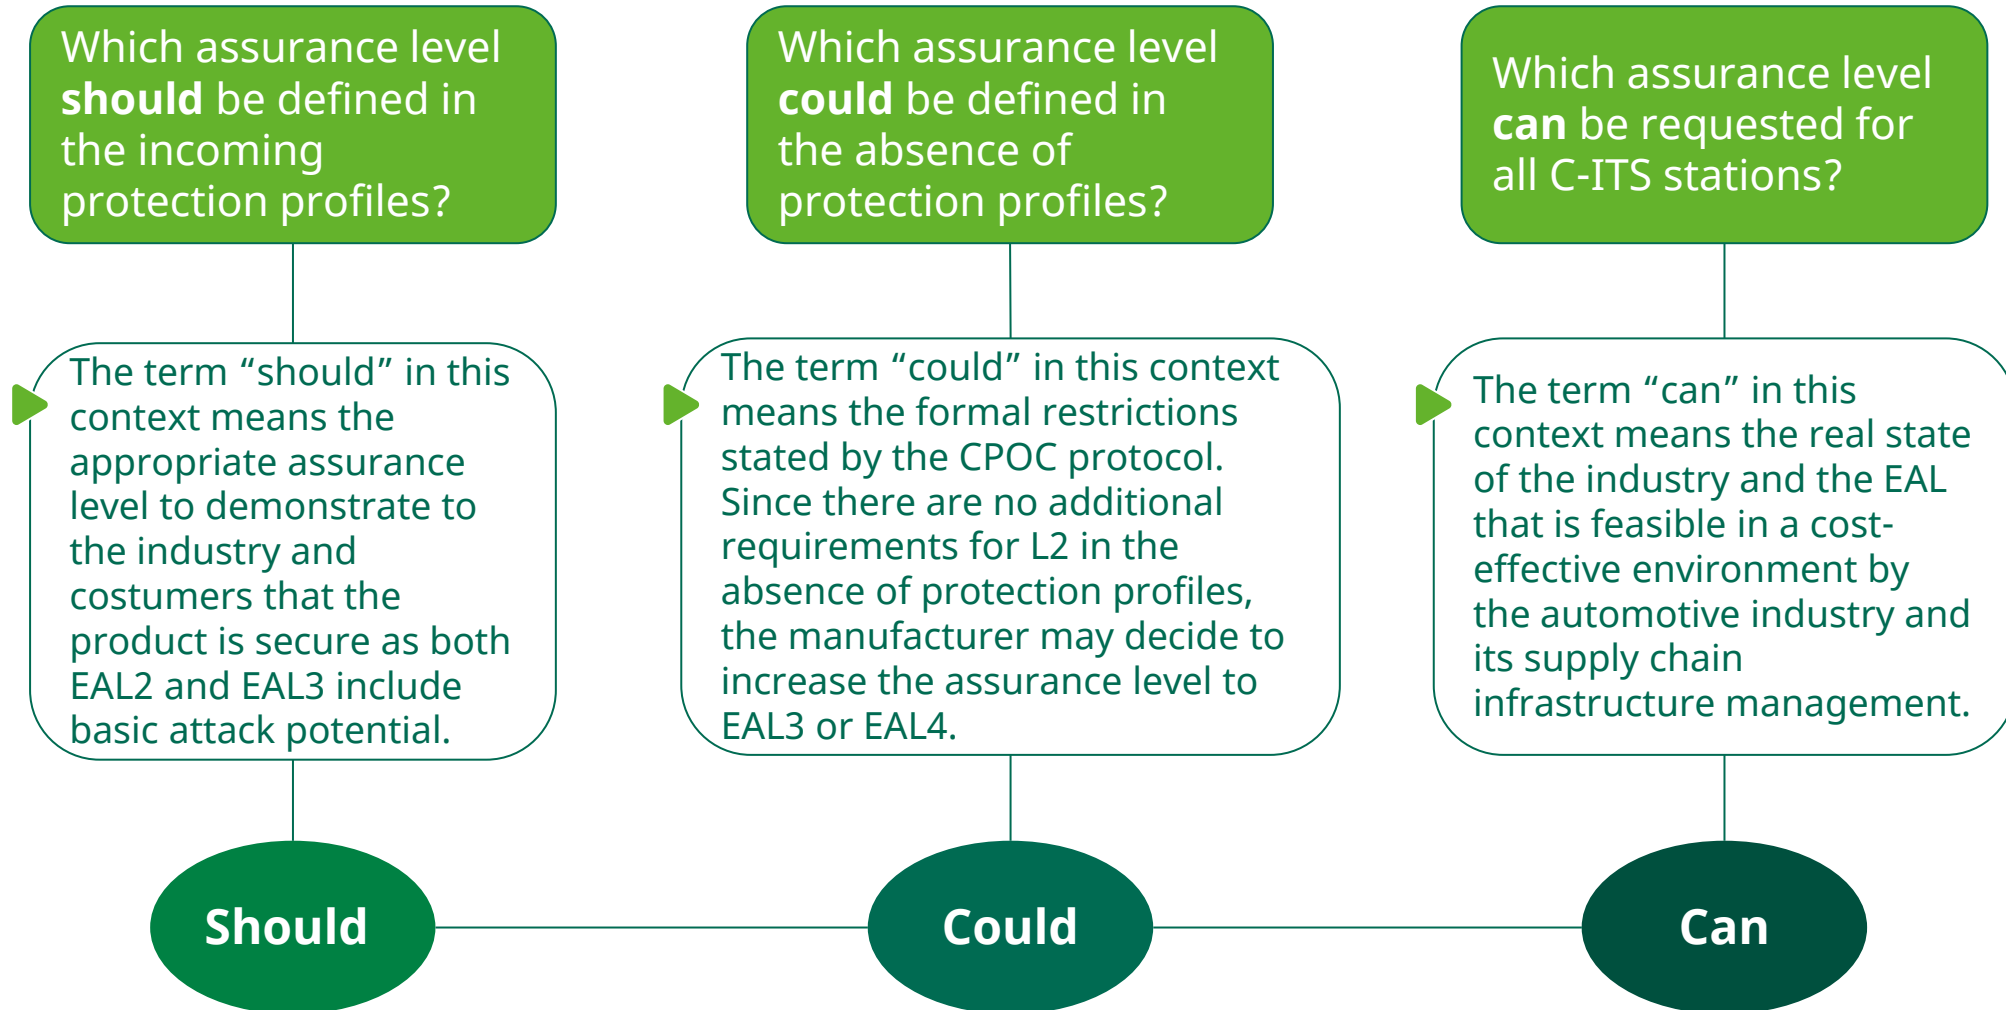 Which assurance level
should be defined in
the incoming
protection profiles?
The term “should” in this
context means the
appropriate assurance
level to demonstrate to
the industry and
costumers that the
product is secure as both
EAL2 and EAL3 include
basic attack potential.
Should
Which assurance level
could be defined in
the absence of
protection profiles?
The term “could” in this context
means the formal restrictions
stated by the CPOC protocol.
Since there are no additional
requirements for L2 in the
absence of protection profiles,
the manufacturer may decide to
increase the assurance level to
EAL3 or EAL4.
Could
Which assurance level
can be requested for
all C-ITS stations?
The term “can” in this
context means the real state
of the industry and the EAL
that is feasible in a cost-
effective environment by
the automotive industry and
its supply chain
infrastructure management.
Can